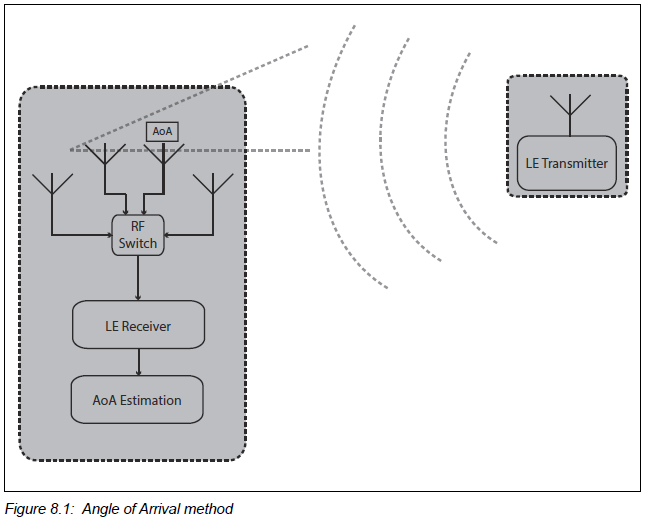 AoA
LE Transmitter
RF
Switch
LE Receiver
AoA Estimation
Figure 8.1: Angle of Arrival method